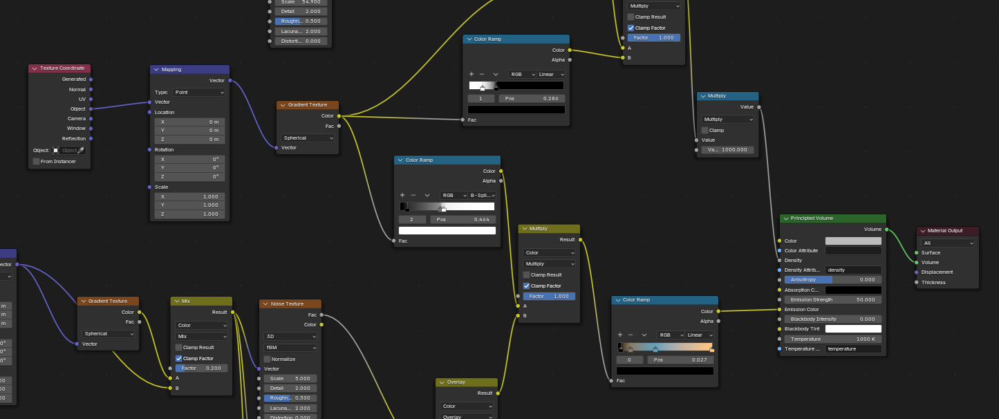 Scale 54.900
Detail 2.000
Roughn... 0.500
Lacuna... 2.000
Distorti... 0.000
Multiply
Clamp Result
Clamp Factor
Factor 1.000
A
B
Color Ramp
Color
Alpha
RGB Linear
1 Pos 0.286
Fac
Texture Coordinate
Generated
Normal
UV
Object
Camera
Window
Reflection
Object: Object
From Instancer
Mapping
Vector
Type: Point
Vector
Location
X 0 m
Y 0 m
Z 0 m
Rotation
X 0°
Y 0°
Z 0°
Scale
X 1.000
Y 1.000
Z 1.000
Gradient Texture
Color
Fac
Spherical
Vector
Multiply
Value
Multiply
Clamp
Value
Va... 1000.000
Color Ramp
Color
Alpha
RGB B-Spli...
2 Pos 0.464
Fac
Multiply
Result
Color
Multiply
Clamp Result
Clamp Factor
Factor 1.000
A
B
Principled Volume
Volume
Color
Color Attribute
Density
Density Attrib... density
Anisotropy 0.000
Absorption C...
Emission Strength 50.000
Emission Color
Blackbody Intensity 0.000
Blackbody Tint
Temperature 1000 K
Temperature ... temperature
Material Output
All
Surface
Volume
Displacement
Thickness
ector
m
m
m
0°
0°
0°
00
00
00
Gradient Texture
Color
Fac
Spherical
Vector
Mix
Result
Color
Mix
Clamp Result
Clamp Factor
Factor 0.200
A
B
Noise Texture
Fac
Color
3D
fBM
Normalize
Vector
Scale 5.000
Detail 2.000
Roughn... 0.500
Lacuna... 2.000
Distortion 0.000
Overlay
Result
Color
Overlay
Color Ramp
Color
Alpha
RGB Linear
0 Pos 0.027
Fac